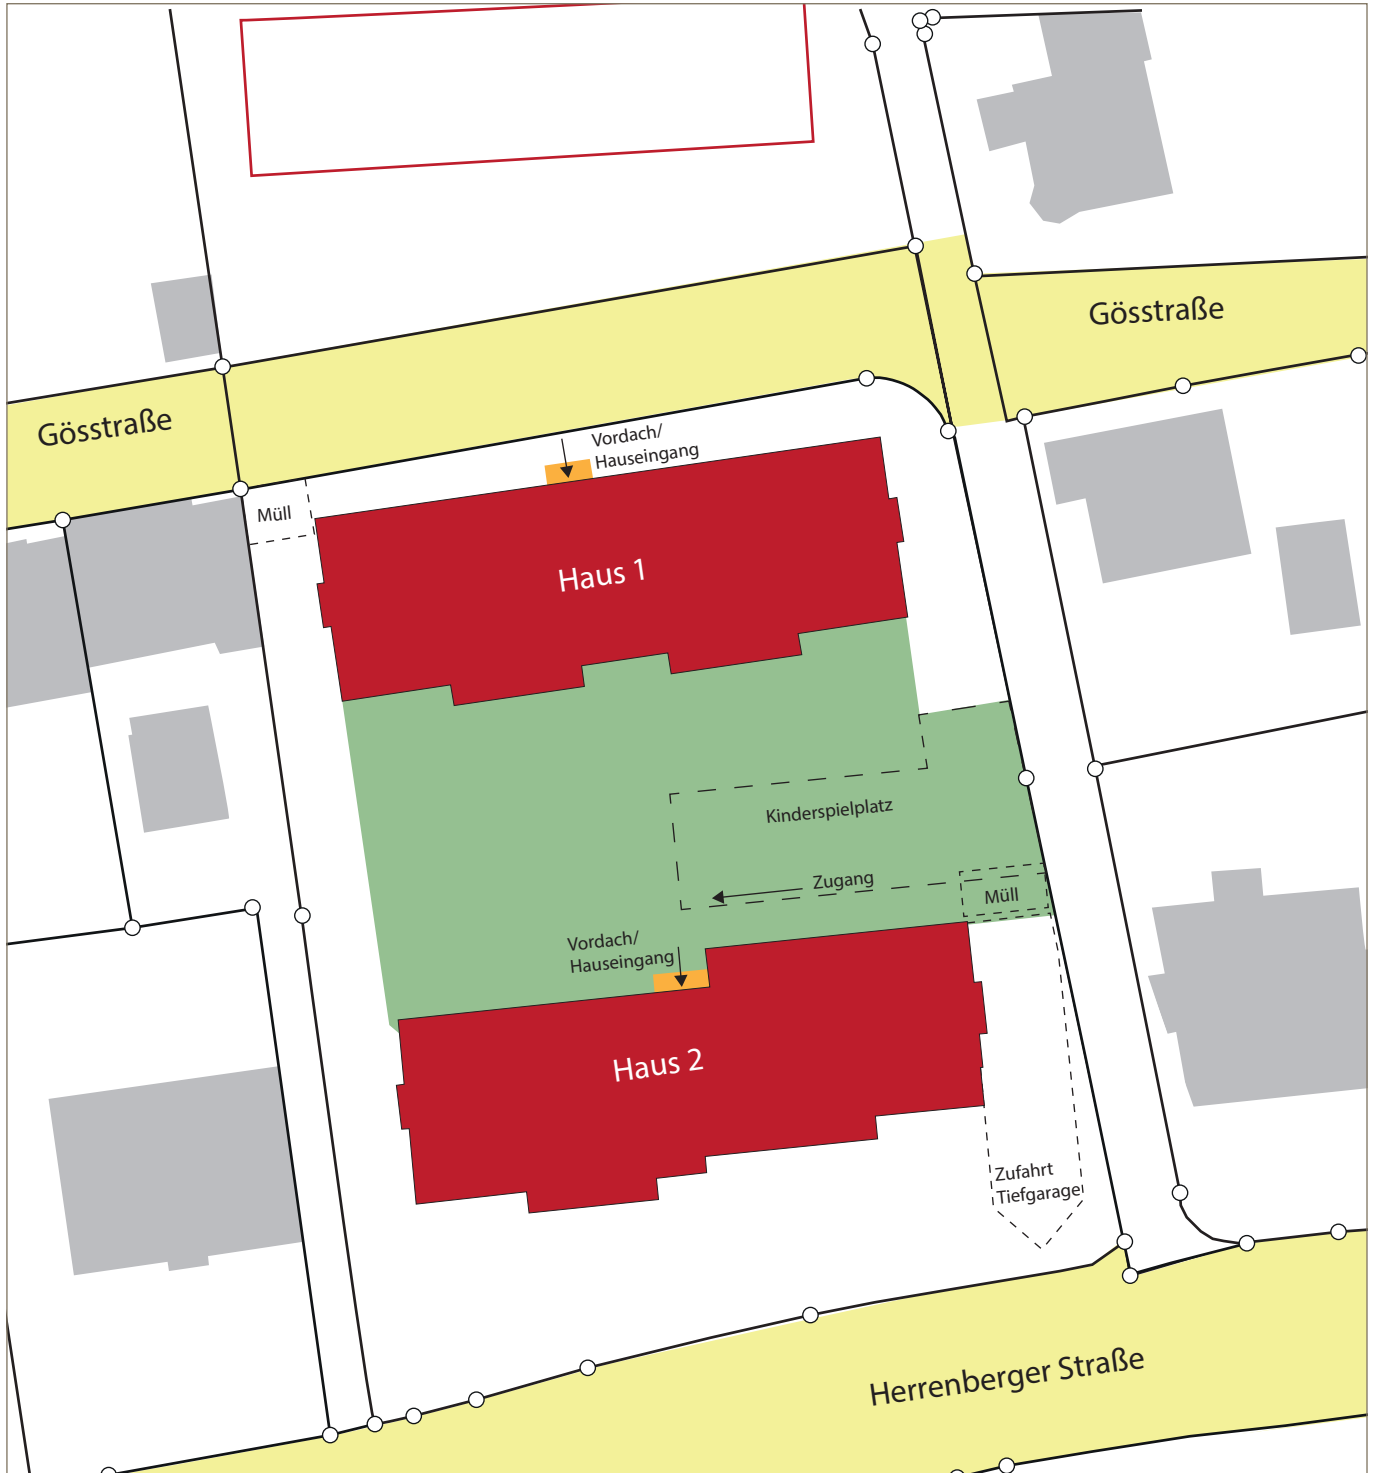 Gösstraße
Gösstraße
Vordach/
Hauseingang
Müll
Haus 1
Kinderspielplatz
Zugang
Müll
Vordach/
Hauseingang
Haus 2
Zufahrt
Tiefgarage
Herrenberger Straße